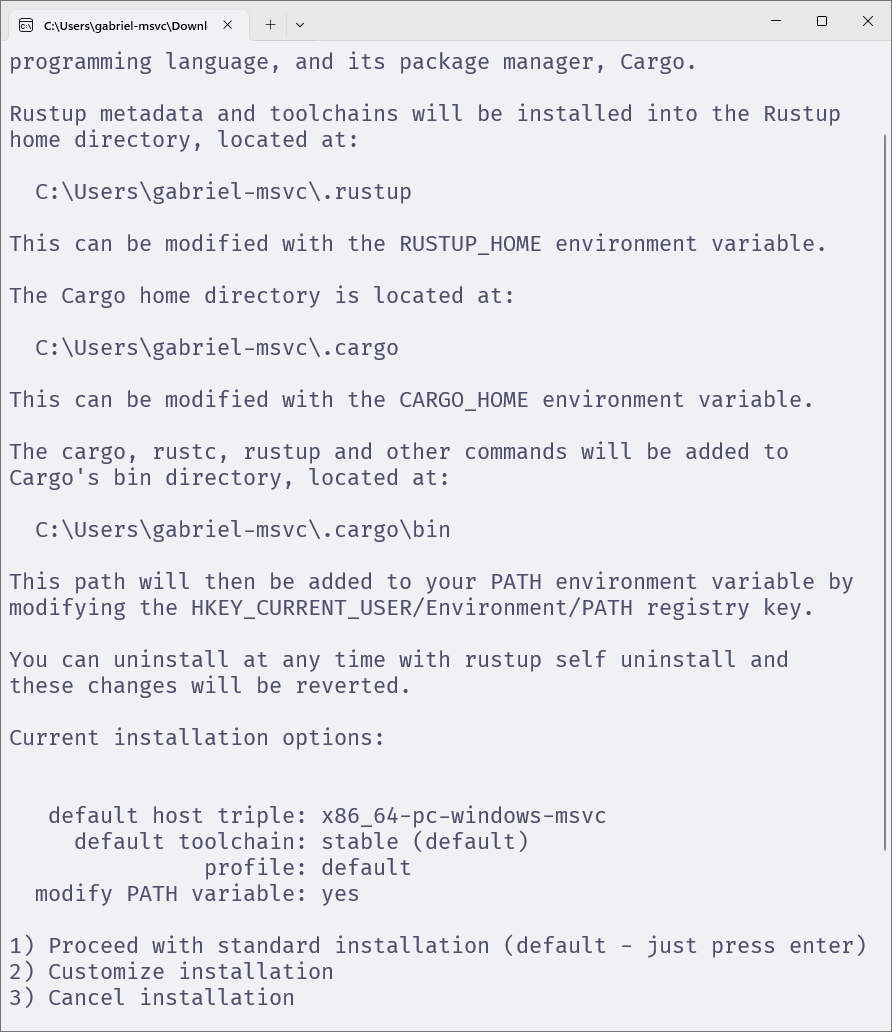 C:\Users\gabriel-msvc\Downl
programming language, and its package manager, Cargo.
Rustup metadata and toolchains will be installed into the Rustup
home directory, located at:
C:\Users\gabriel-msvc\.rustup
This can be modified with the RUSTUP_HOME environment variable.
The Cargo home directory is located at:
C:\Users\gabriel-msvc\.cargo
This can be modified with the CARGO_HOME environment variable.
The cargo, rustc, rustup and other commands will be added to
Cargo's bin directory, located at:
C:\Users\gabriel-msvc\.cargo\bin
This path will then be added to your PATH environment variable by
modifying the HKEY_CURRENT_USER/Environment/PATH registry key.
You can uninstall at any time with rustup self uninstall and
these changes will be reverted.
Current installation options:
default host triple: x86_64-pc-windows-msvc
default toolchain: stable (default)
profile: default
modify PATH variable: yes
1) Proceed with standard installation (default - just press enter)
2) Customize installation
3) Cancel installation